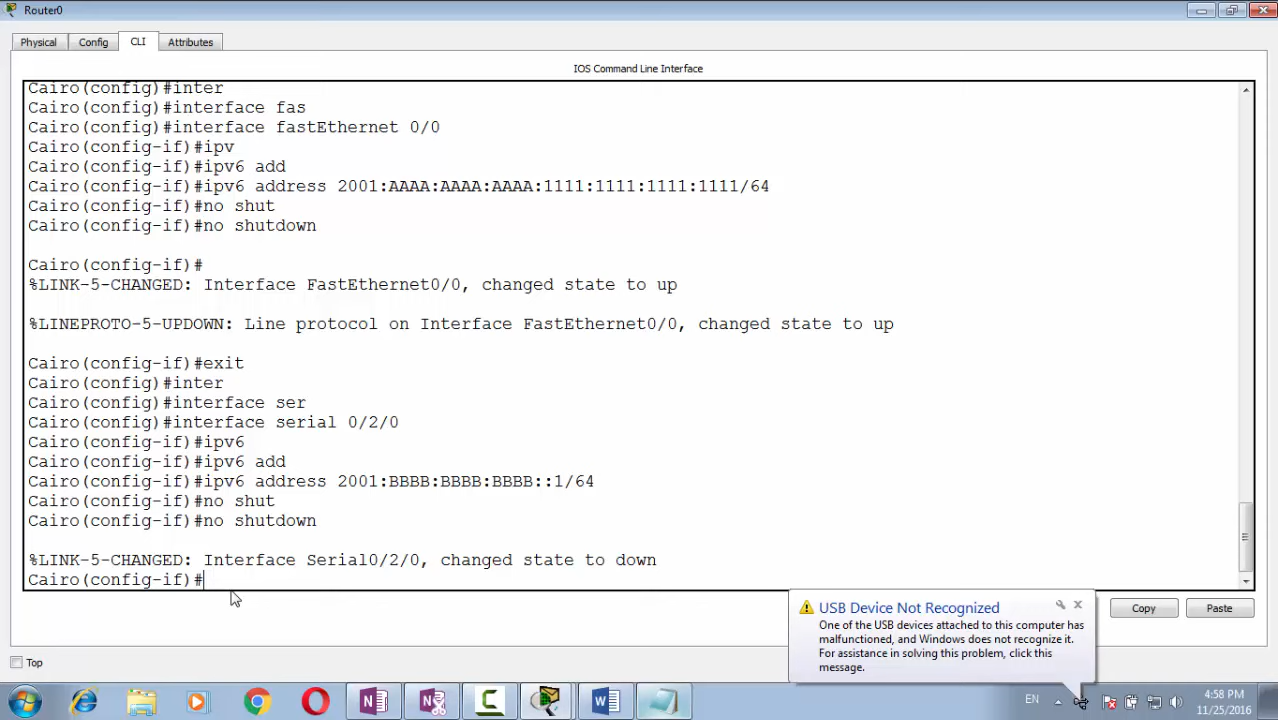 Router0
Physical Config CLI Attributes
IOS Command Line Interface
Cairo(config)#inter
Cairo(config)#interface fas
Cairo(config)#interface fastEthernet 0/0
Cairo(config-if)#ipv
Cairo(config-if)#ipv6 add
Cairo(config-if)#ipv6 address 2001:AAAA:AAAA:AAAA:1111:1111:1111:1111/64
Cairo(config-if)#no shut
Cairo(config-if)#no shutdown
Cairo(config-if)#
%LINK-5-CHANGED: Interface FastEthernet0/0, changed state to up
%LINEPROTO-5-UPDOWN: Line protocol on Interface FastEthernet0/0, changed state to up
Cairo(config-if)#exit
Cairo(config)#inter
Cairo(config)#interface ser
Cairo(config)#interface serial 0/2/0
Cairo(config-if)#ipv6
Cairo(config-if)#ipv6 add
Cairo(config-if)#ipv6 address 2001:BBBB:BBBB:BBBB::1/64
Cairo(config-if)#no shut
Cairo(config-if)#no shutdown
%LINK-5-CHANGED: Interface Serial0/2/0, changed state to down
Cairo(config-if)#
USB Device Not Recognized
One of the USB devices attached to this computer has
malfunctioned, and Windows does not recognize it.
For assistance in solving this problem, click this
message.
Copy Paste
Top
EN
4:58 PM
11/25/2016